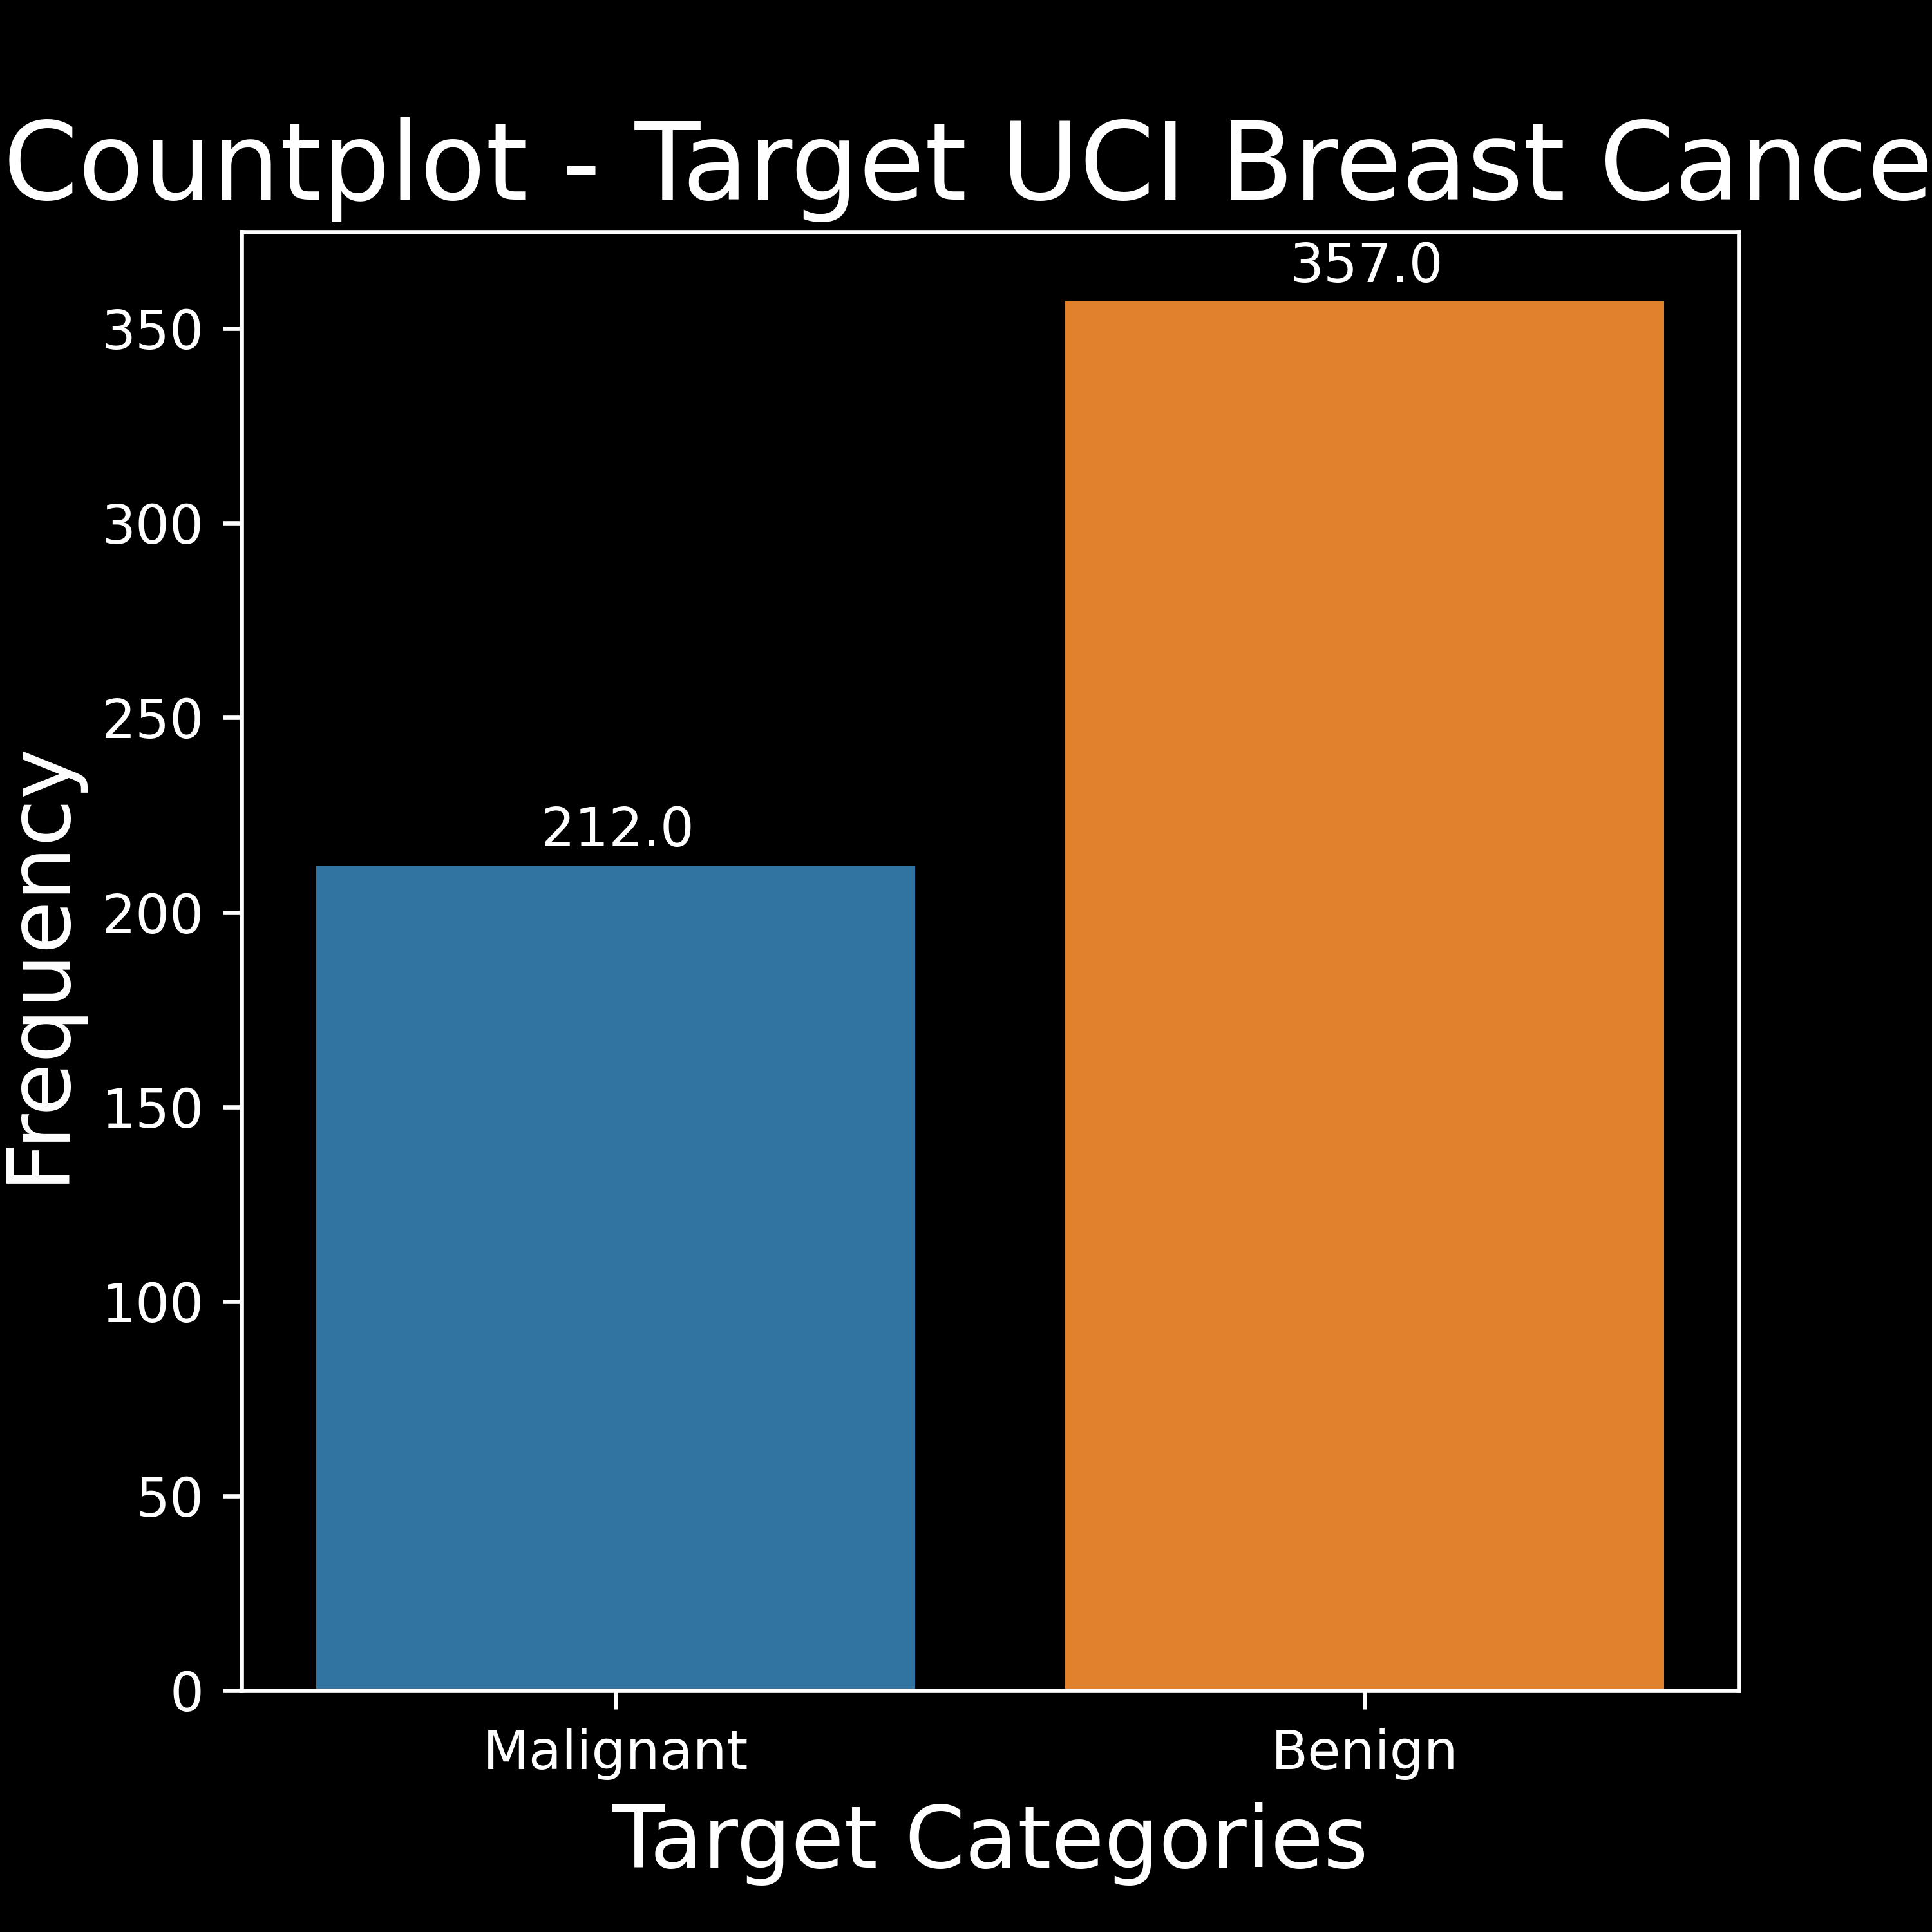 Countplot - Target UCI Breast Cance
357.0
350
300
250
212.0
200
150
100
50
0
Frequency
Malignant Benign
Target Categories